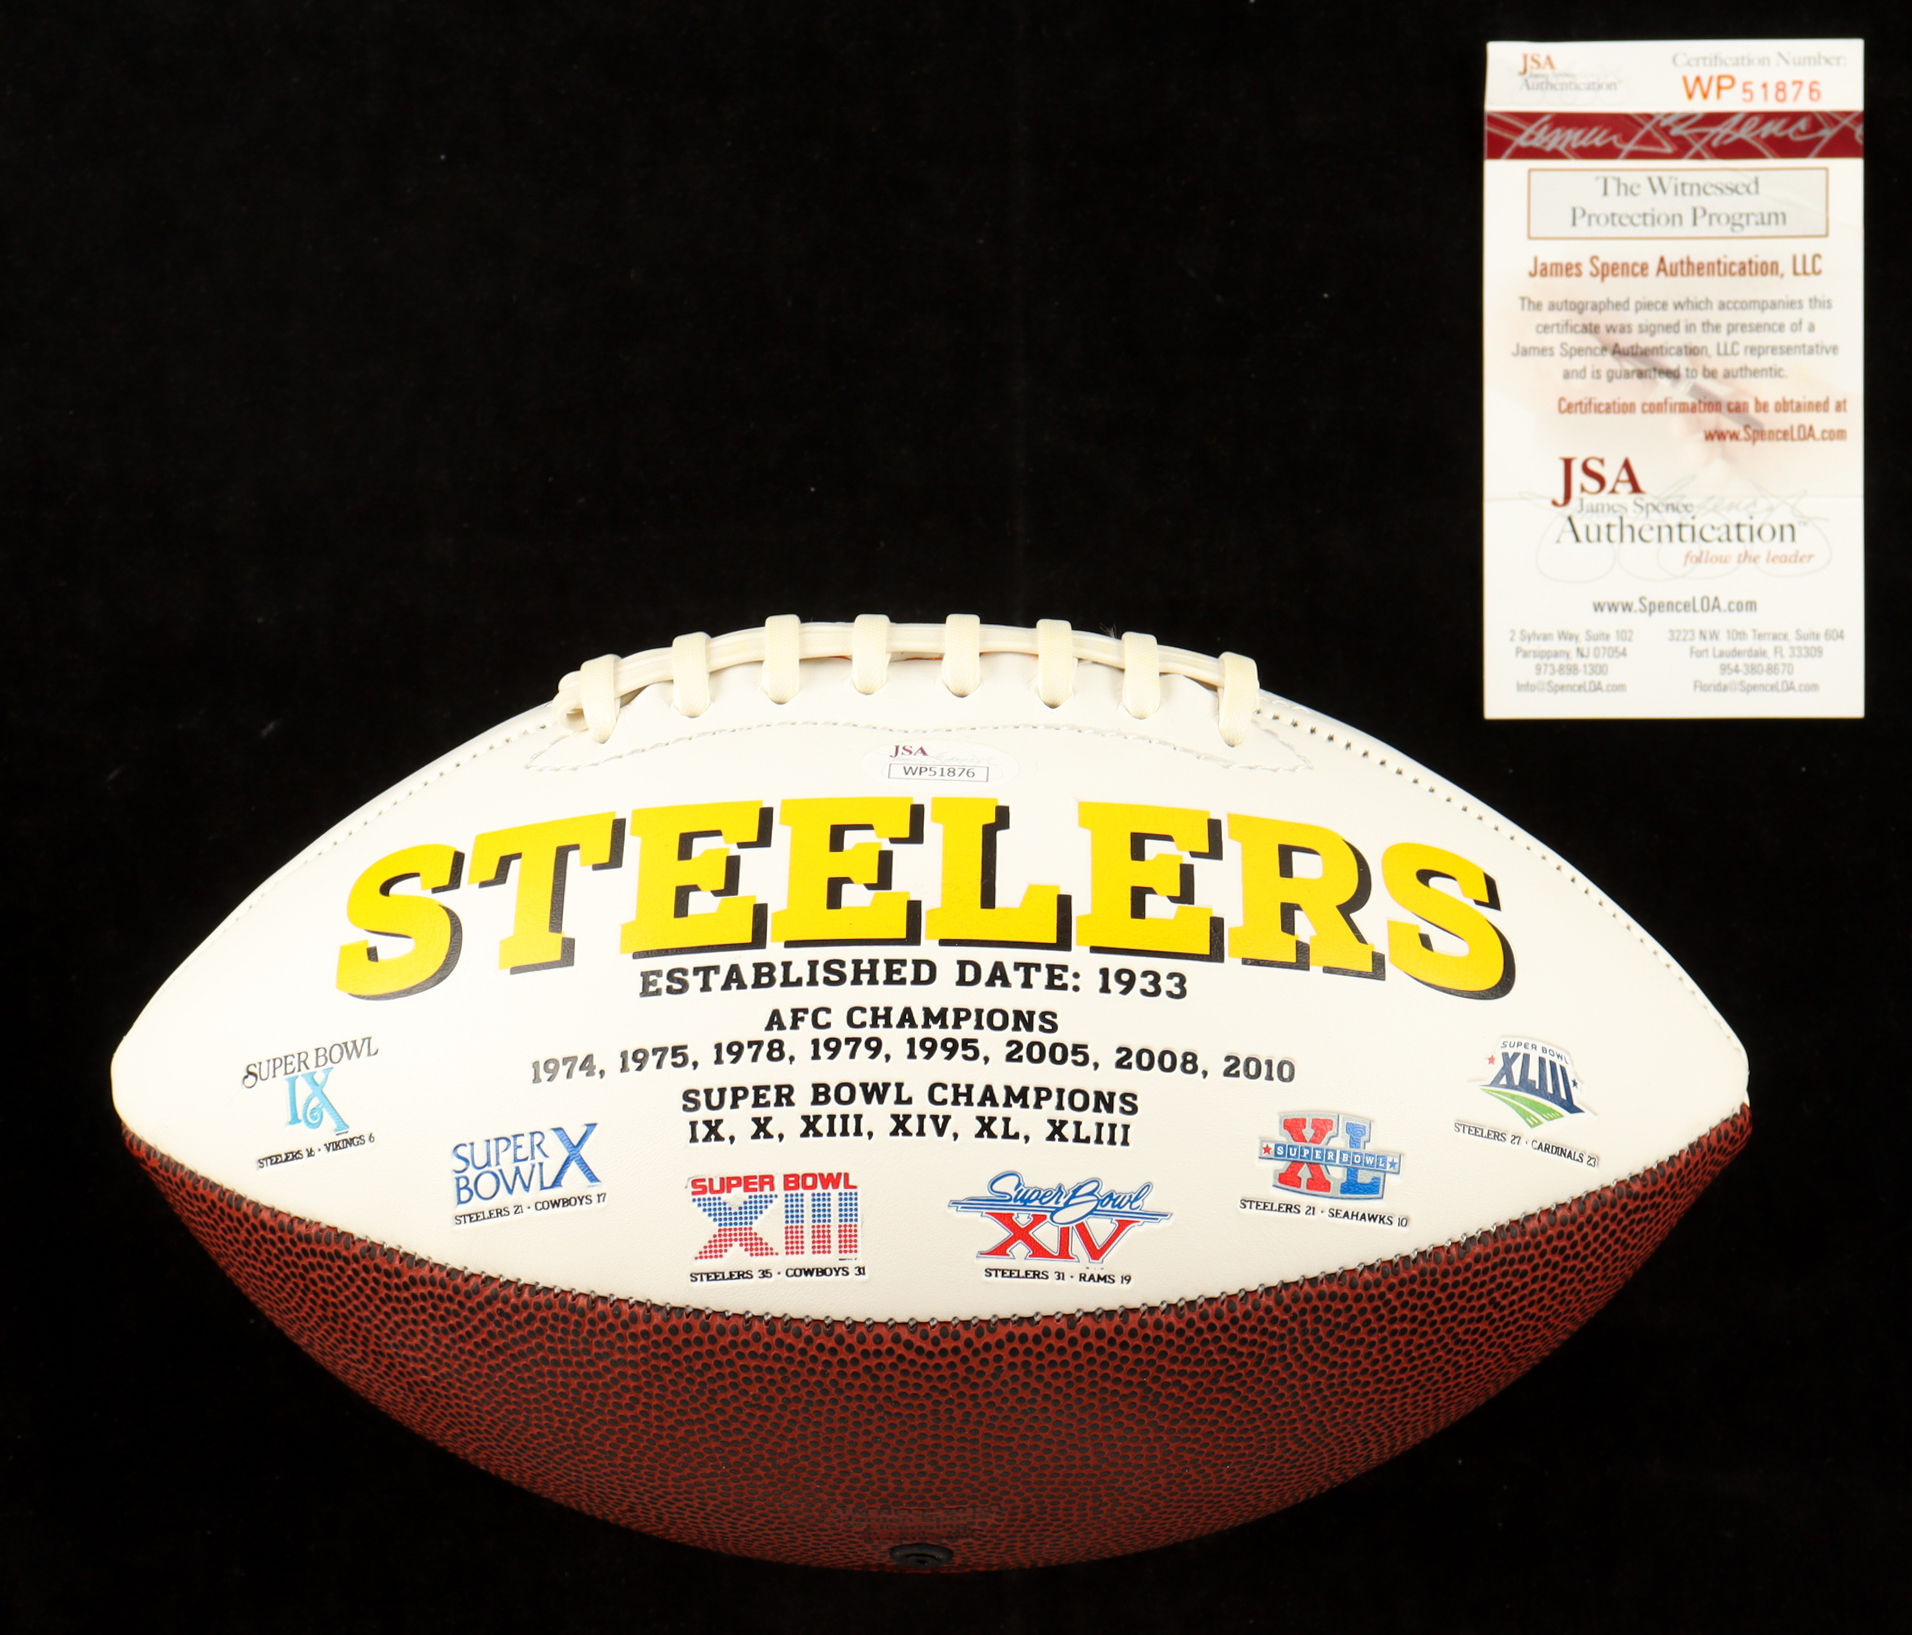 JSA
James Spence
Authentication™
Certification Number:
WP51876
The Witnessed
Protection Program
James Spence Authentication, LLC
The autographed piece which accompanies this
certificate was signed in the presence of a
James Spence Authentication, LLC representative
and is guaranteed to be authentic.
Certification confirmation can be obtained at
www.SpenceLOA.com
JSA
James Spence
Authentication™
follow the leader
www.SpenceLOA.com
2 Sylvan Way, Suite 102
Parsippany, NJ 07054
973-898-1300
Info@SpenceLOA.com
3223 N.W. 10th Terrace, Suite 604
Fort Lauderdale, FL 33309
954-380-8670
Florida@SpenceLOA.com
JSA
WP51876
STEELERS
ESTABLISHED DATE: 1933
AFC CHAMPIONS
1974, 1975, 1978, 1979, 1995, 2005, 2008, 2010
SUPER BOWL CHAMPIONS
IX, X, XIII, XIV, XL, XLIII
SUPER BOWL
IX
STEELERS 16 · VIKINGS 6
SUPER
BOWL X
STEELERS 21 · COWBOYS 17
SUPER BOWL
XIII
STEELERS 35 · COWBOYS 31
Super Bowl
XIV
STEELERS 31 · RAMS 19
XL
SUPER BOWL
STEELERS 21 · SEAHAWKS 10
SUPER BOWL
XLIII
STEELERS 27 · CARDINALS 23